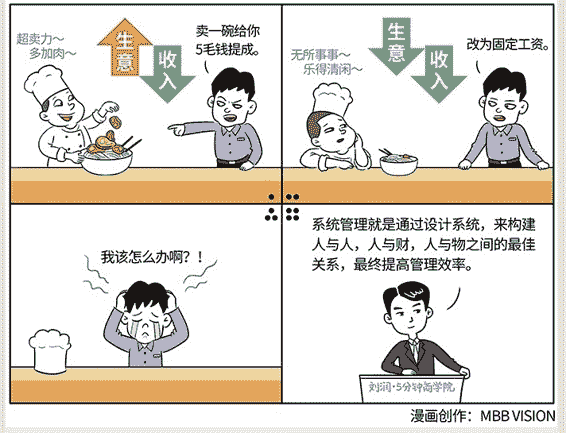 超卖力～
多加肉～
生意
收入
卖一碗给你
5毛钱提成。
无所事事～
乐得清闲～
生意
收入
改为固定工资。
我该怎么办啊？！
系统管理就是通过设计系统，来构建
人与人，人与财，人与物之间的最佳
关系，最终提高管理效率。
刘润·5分钟商学院
漫画创作：MBB VISION